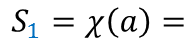 S₁ = χ(a) =